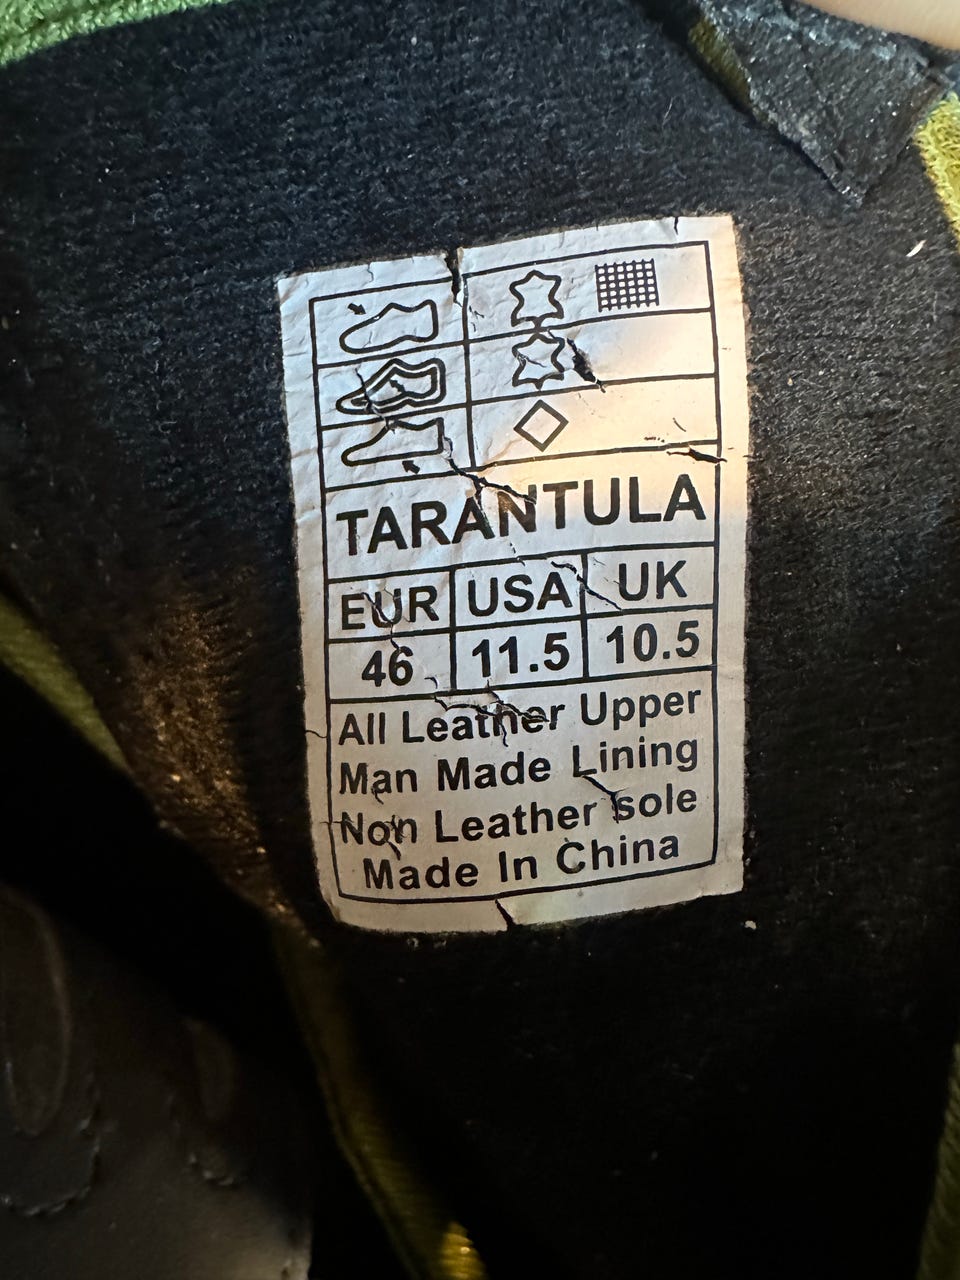 TARANTULA
EUR USA UK
46 11.5 10.5
All Leather Upper
Man Made Lining
Non Leather sole
Made In China